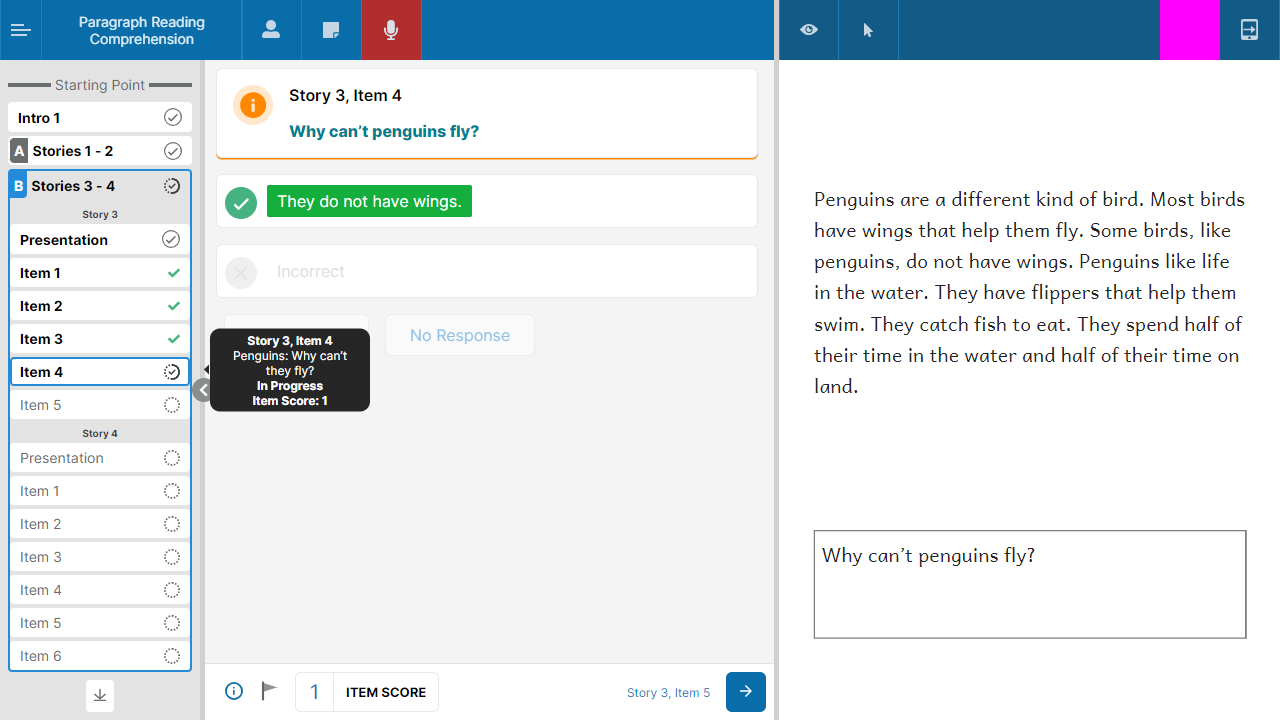 Paragraph Reading
Comprehension
Starting Point
Intro 1
A Stories 1 - 2
B Stories 3 - 4
Story 3
Presentation
Item 1
Item 2
Item 3
Item 4
Item 5
Story 4
Presentation
Item 1
Item 2
Item 3
Item 4
Item 5
Item 6
Story 3, Item 4
Why can't penguins fly?
They do not have wings.
Incorrect
No Response
Story 3, Item 4
Penguins: Why can't
they fly?
In Progress
Item Score: 1
1 ITEM SCORE
Story 3, Item 5
Penguins are a different kind of bird. Most birds
have wings that help them fly. Some birds, like
penguins, do not have wings. Penguins like life
in the water. They have flippers that help them
swim. They catch fish to eat. They spend half of
their time in the water and half of their time on
land.
Why can't penguins fly?